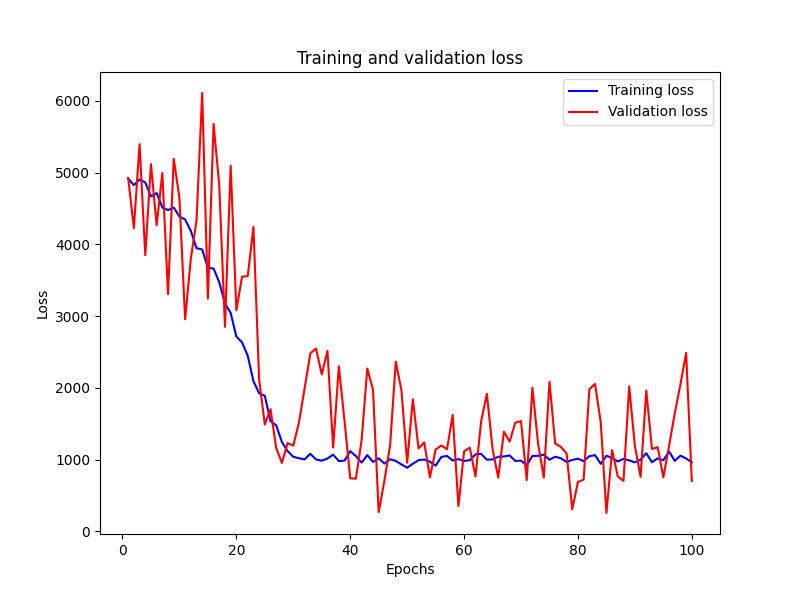 Training and validation loss
Training loss
Validation loss
6000
5000
4000
3000
2000
1000
0
Loss
0 20 40 60 80 100
Epochs